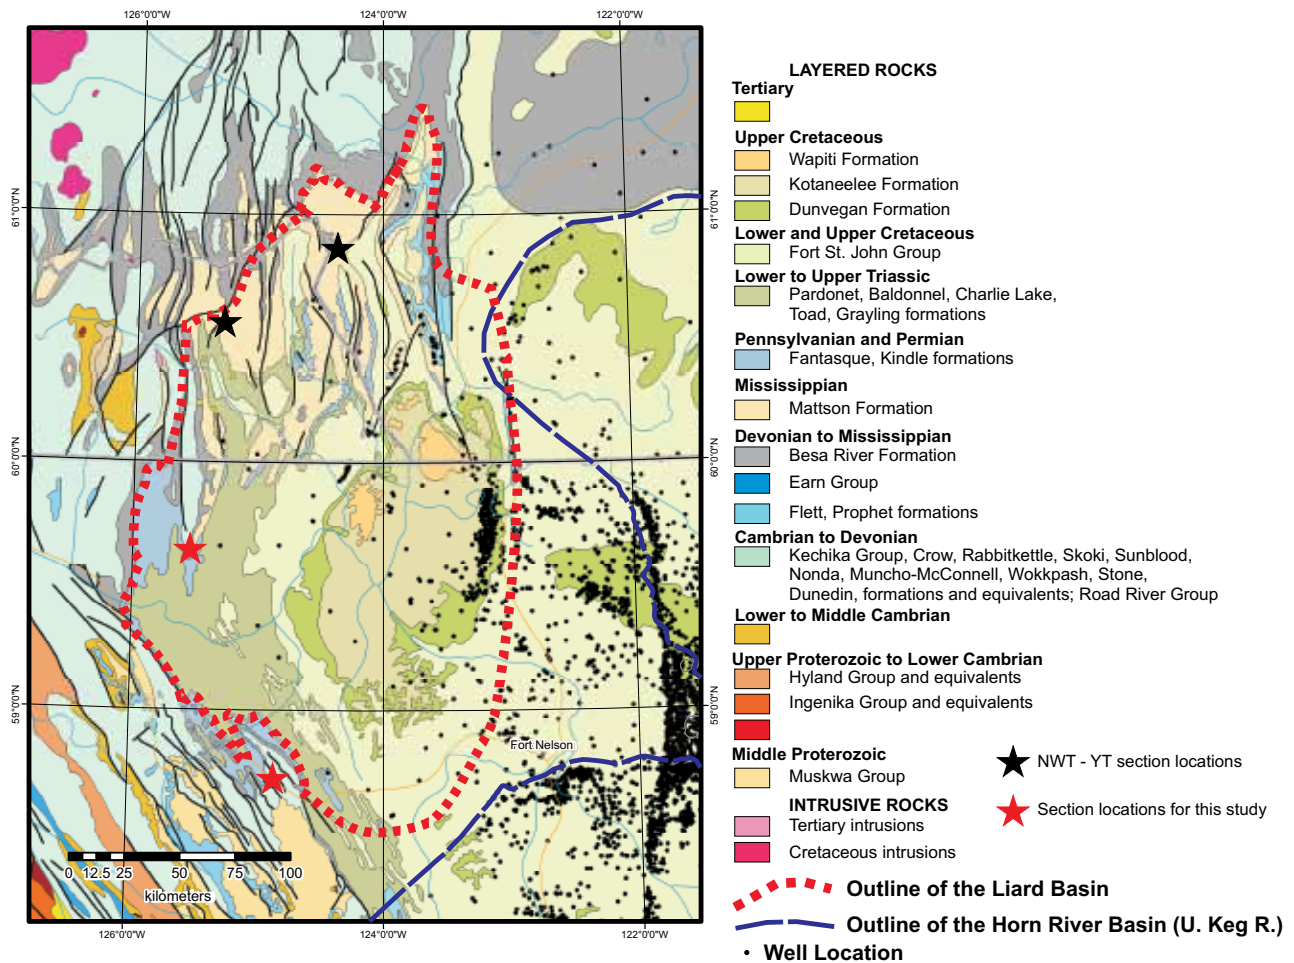 126°0'0"W
124°0'0"W
122°0'0"W
61°0'0"N
61°0'0"N
60°0'0"N
60°0'0"N
59°0'0"N
59°0'0"N
Fort Nelson
0 12.5 25 50 75 100
kilometers
126°0'0"W
124°0'0"W
122°0'0"W
LAYERED ROCKS
Tertiary
Upper Cretaceous
Wapiti Formation
Kotaneelee Formation
Dunvegan Formation
Lower and Upper Cretaceous
Fort St. John Group
Lower to Upper Triassic
Pardonet, Baldonnel, Charlie Lake,
Toad, Grayling formations
Pennsylvanian and Permian
Fantasque, Kindle formations
Mississippian
Mattson Formation
Devonian to Mississippian
Besa River Formation
Earn Group
Flett, Prophet formations
Cambrian to Devonian
Kechika Group, Crow, Rabbitkettle, Skoki, Sunblood,
Nonda, Muncho-McConnell, Wokkpash, Stone,
Dunedin, formations and equivalents; Road River Group
Lower to Middle Cambrian
Upper Proterozoic to Lower Cambrian
Hyland Group and equivalents
Ingenika Group and equivalents
Middle Proterozoic
Muskwa Group
INTRUSIVE ROCKS
Tertiary intrusions
Cretaceous intrusions
NWT - YT section locations
Section locations for this study
Outline of the Liard Basin
Outline of the Horn River Basin (U. Keg R.)
Well Location